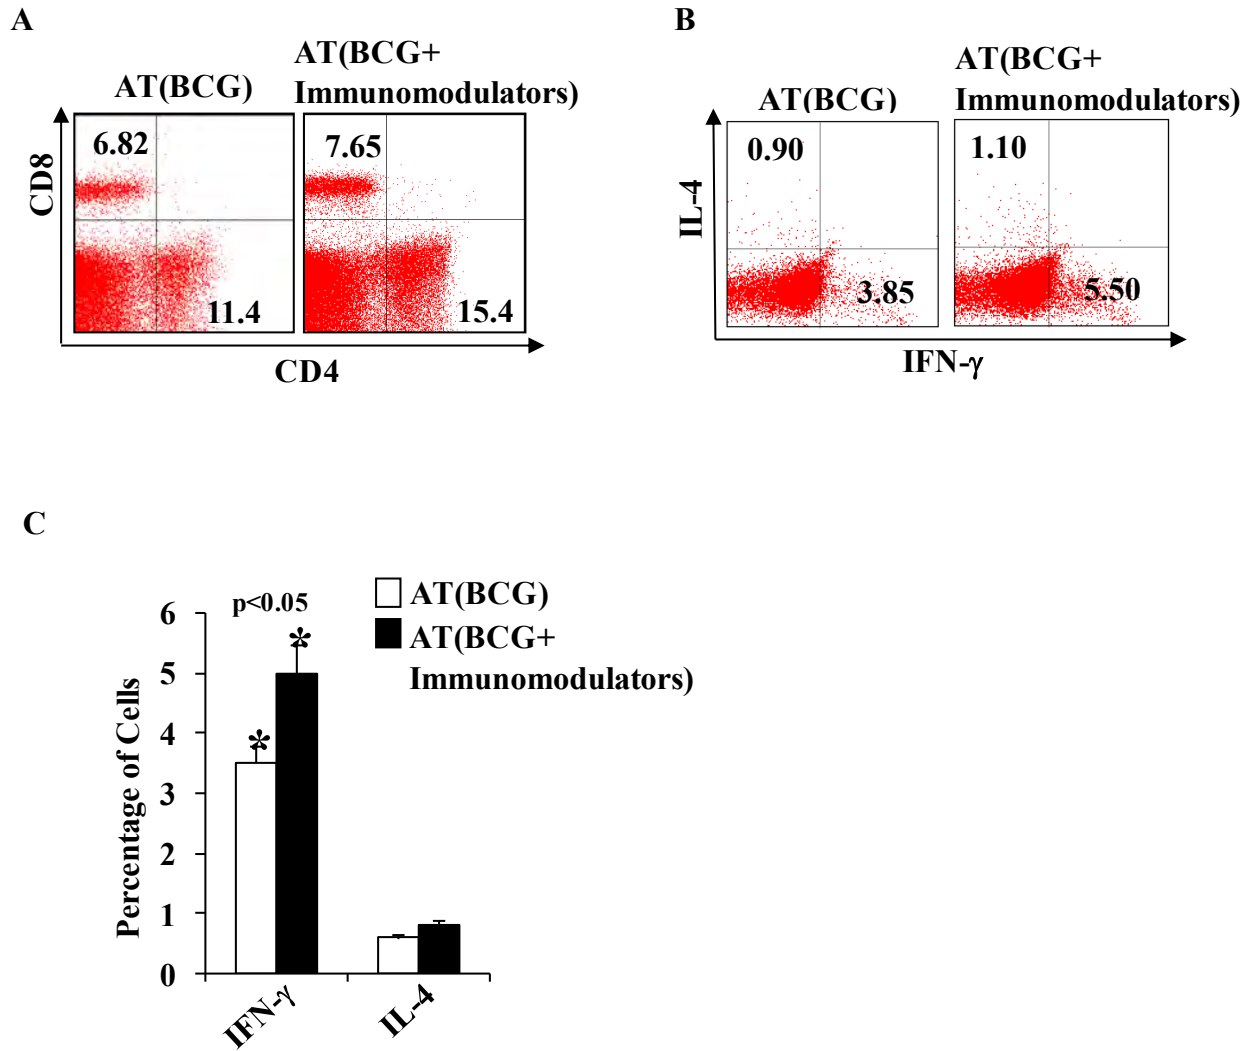 A
AT(BCG)
AT(BCG+
Immunomodulators)
CD8
6.82
11.4
7.65
15.4
CD4
B
AT(BCG)
AT(BCG+
Immunomodulators)
IL-4
0.90
3.85
1.10
5.50
IFN-γ
C
p<0.05
AT(BCG)
AT(BCG+
Immunomodulators)
Percentage of Cells
6
5
4
3
2
1
0
*
*
IFN-γ
IL-4